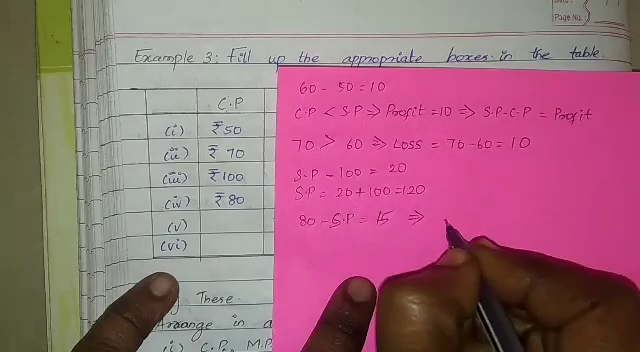 Page No.:
Example 3: Fill up the appropriate boxes in the table.
C.P
(i) ₹50
(ii) ₹ 70
(iii) ₹100
(iv) ₹80
(v)
(vi)
60 - 50 = 10
C.P < S.P ⇒ Profit = 10 ⇒ S.P - C.P = Profit
70 > 60 ⇒ Loss = 70 - 60 = 10
S.P - 100 = 20
S.P = 20 + 100 = 120
80 - S.P = 15 ⇒
These
Arrange in a
(i) C.P., M.P